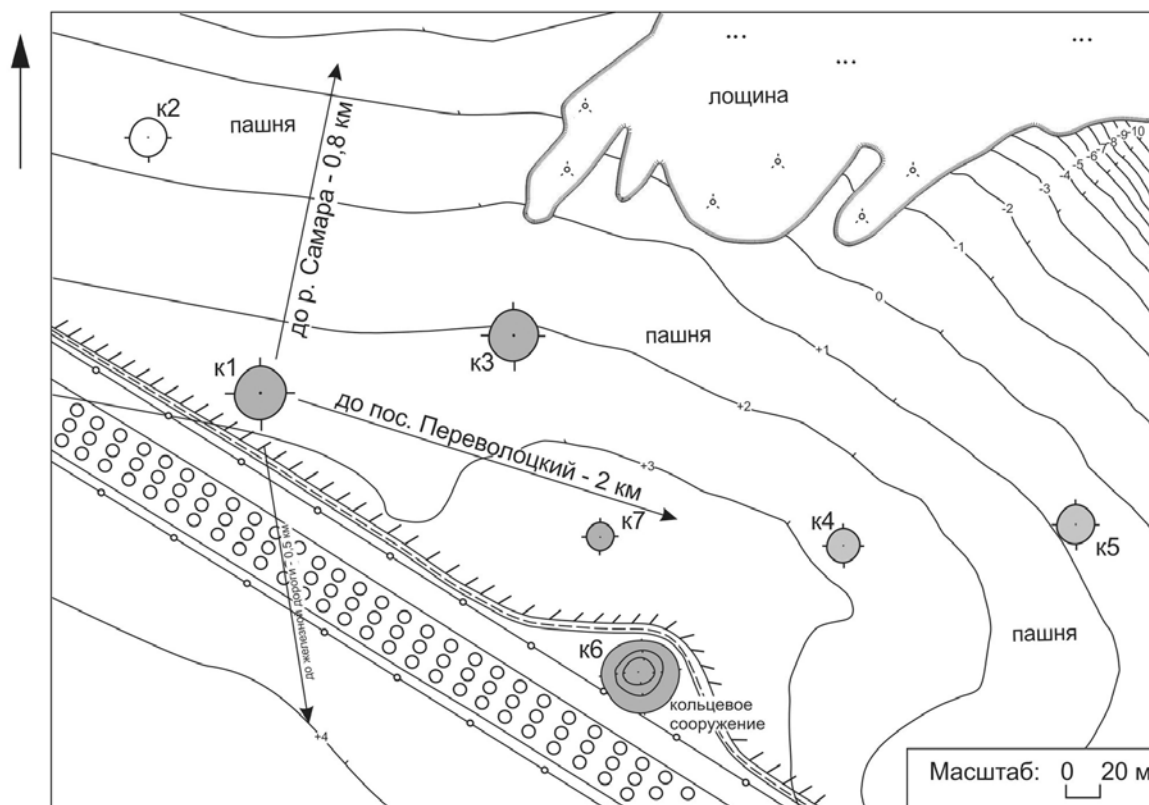 к2
пашня
лощина
до р. Самара - 0,8 км
-10
-9
-8
-7
-6
-5
-4
-3
-2
-1
0
+1
+2
пашня
к3
к1
до пос. Переволоцкий - 2 км
+3
к7
к4
к5
до железной дороги - 0,5 км
пашня
к6
кольцевое
сооружение
+4
Масштаб: 0 20 м